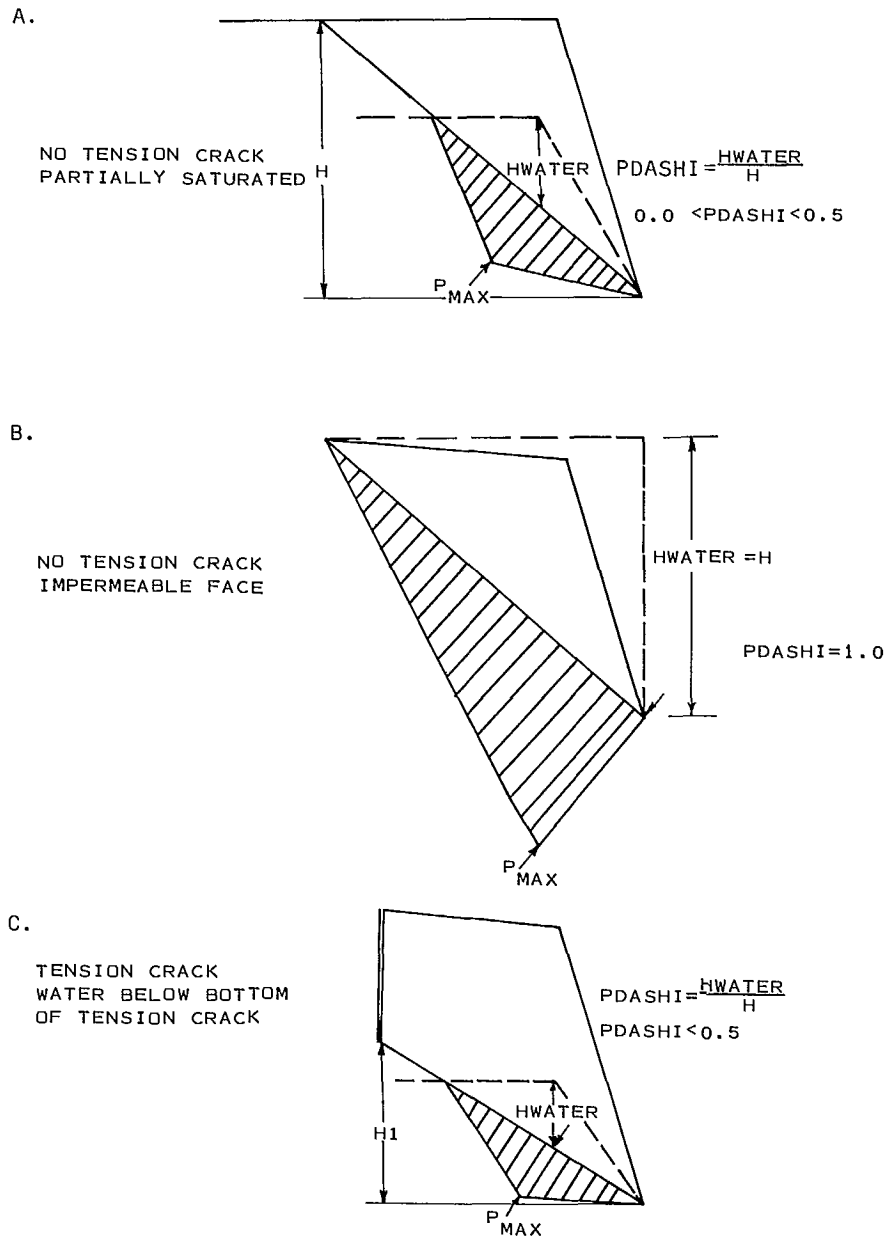 A.
NO TENSION CRACK
PARTIALLY SATURATED
H
HWATER
PDASHI=HWATER/H
0.0 <PDASHI<0.5
PMAX
B.
NO TENSION CRACK
IMPERMEABLE FACE
HWATER =H
PDASHI=1.0
PMAX
C.
TENSION CRACK
WATER BELOW BOTTOM
OF TENSION CRACK
H1
HWATER
PDASHI=HWATER/H
PDASHI<0.5
PMAX